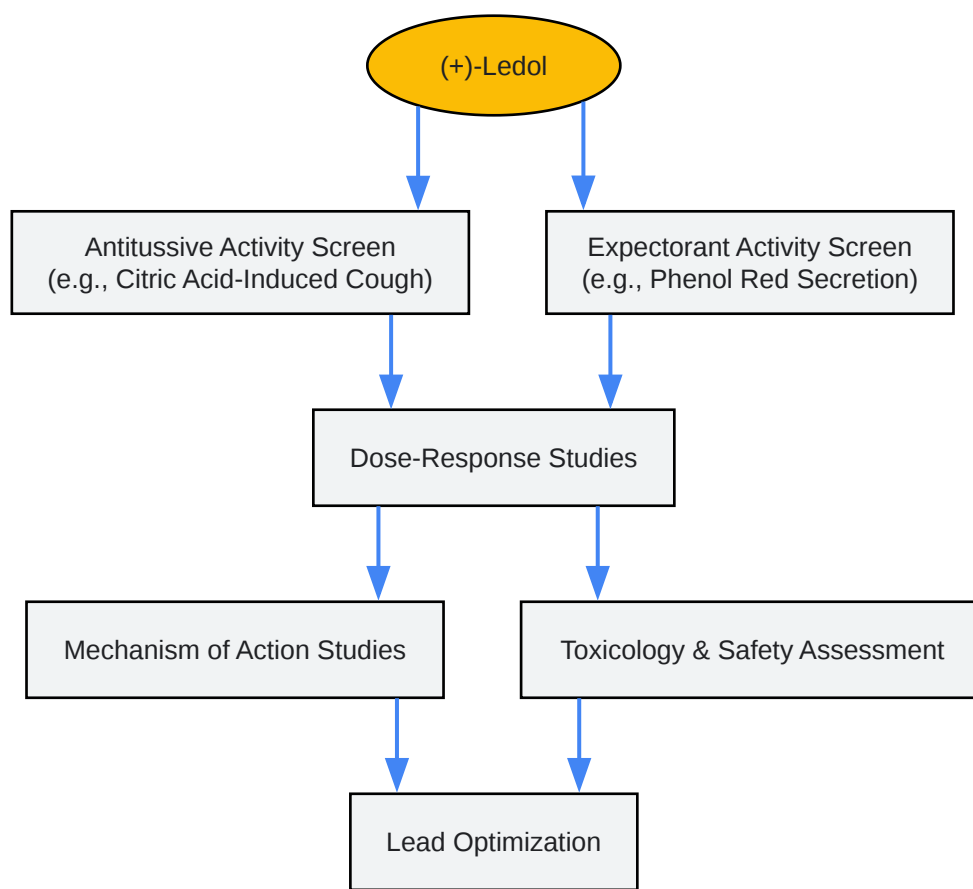 (+)-Ledol
Antitussive Activity Screen
(e.g., Citric Acid-Induced Cough)
Expectorant Activity Screen
(e.g., Phenol Red Secretion)
Dose-Response Studies
Mechanism of Action Studies
Toxicology & Safety Assessment
Lead Optimization